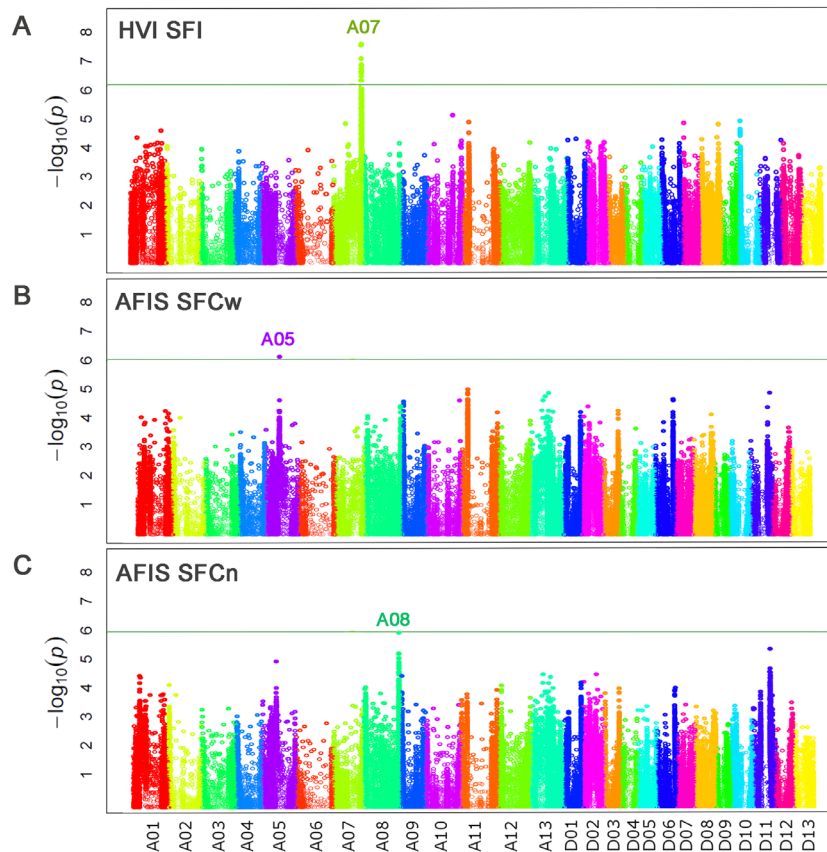 A
HVI SFI
A07
8
7
6
5
4
3
2
1
−log10(p)
B
AFIS SFCw
A05
8
7
6
5
4
3
2
1
−log10(p)
C
AFIS SFCn
A08
8
7
6
5
4
3
2
1
−log10(p)
A01
A02
A03
A04
A05
A06
A07
A08
A09
A10
A11
A12
A13
D01
D02
D03
D04
D05
D06
D07
D08
D09
D10
D11
D12
D13